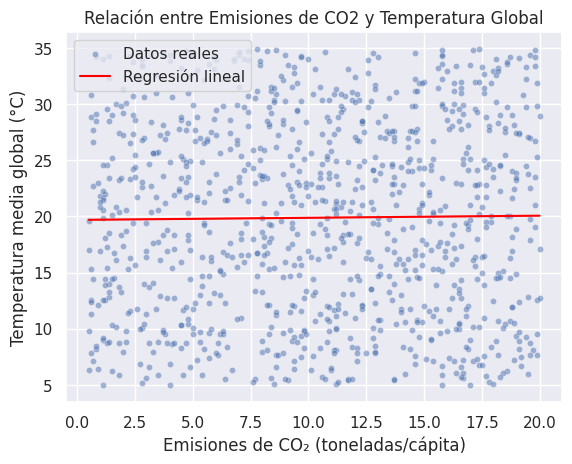 Relación entre Emisiones de CO2 y Temperatura Global
Datos reales
Regresión lineal
Temperatura media global (°C)
35
30
25
20
15
10
5
0.0 2.5 5.0 7.5 10.0 12.5 15.0 17.5 20.0
Emisiones de CO₂ (toneladas/cápita)